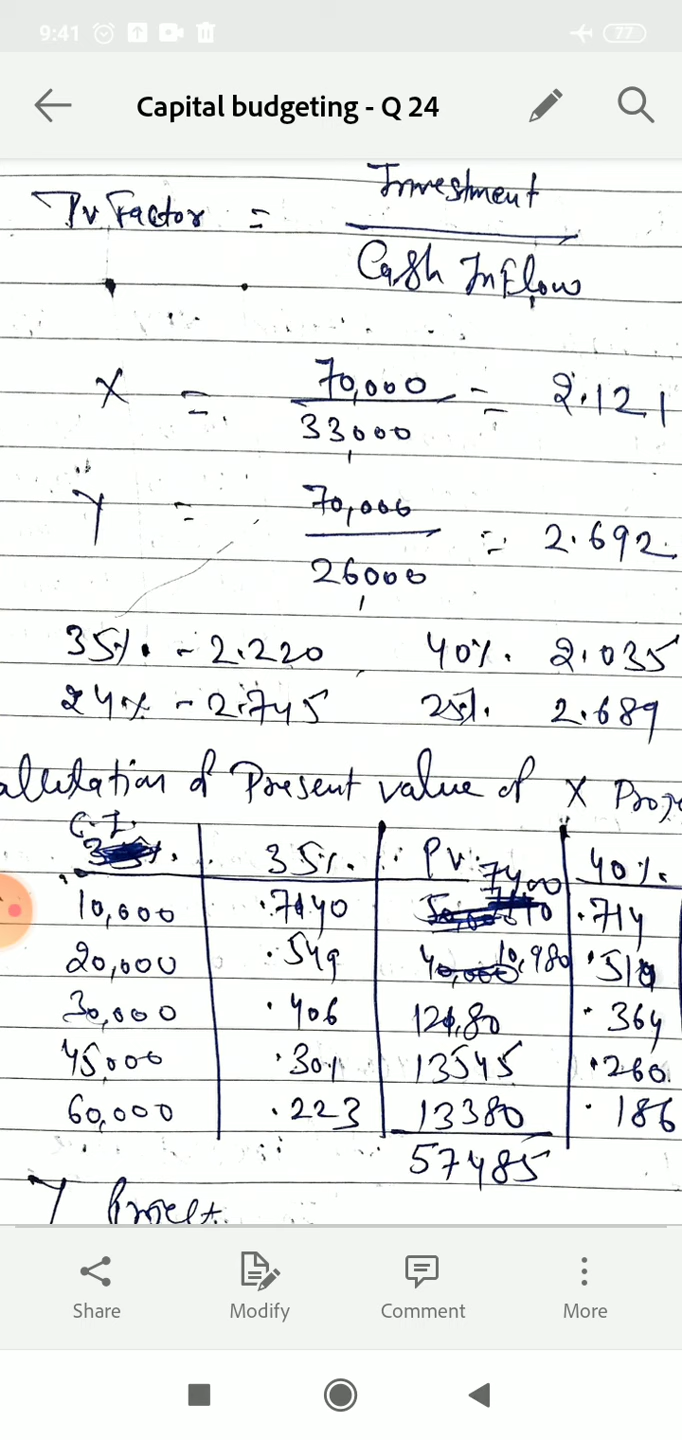 9:41
77
Capital budgeting - Q 24
Pv Factor = Investment
Cash Inflow
X = 70,000 = 2.121
33000
Y = 70,000 = 2.692
26000
35% - 2.220 40% 2.035
24% - 2.745 25% 2.689
alculation of Present value of X Proje
C.I. 35% PV 40%
10,000 .7440 7400 .714
20,000 .549 10,980 .510
30,000 .406 12180 .364
45,000 .301 13545 .260
60,000 .223 13380 .186
57485
Y Project
Share Modify Comment More